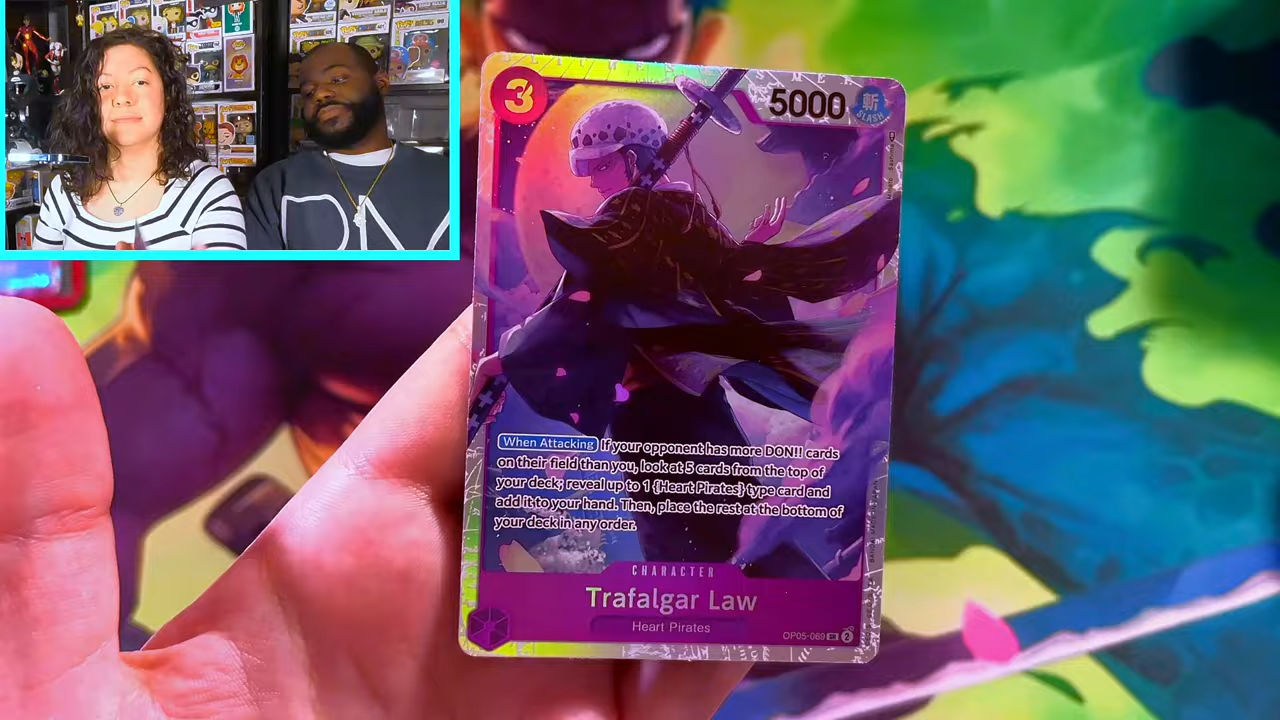 3
5000
斬
SLASH
When Attacking If your opponent has more DON!! cards
on their field than you, look at 5 cards from the top of
your deck; reveal up to 1 {Heart Pirates} type card and
add it to your hand. Then, place the rest at the bottom of
your deck in any order.
CHARACTER
Trafalgar Law
Heart Pirates
OP05-069 SR 2